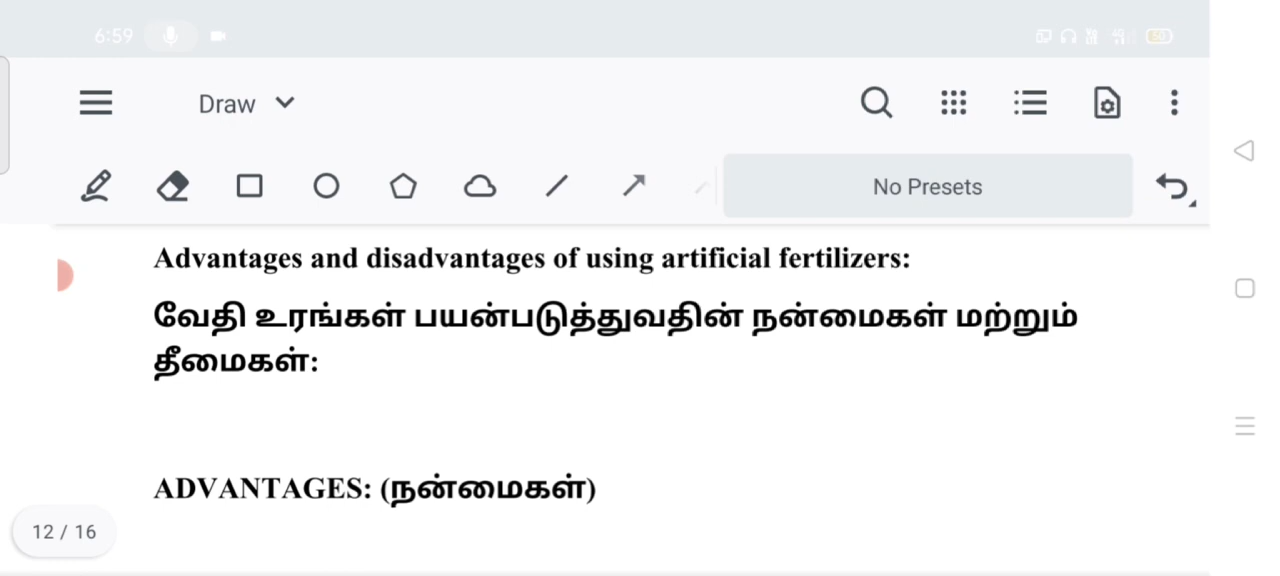 6:59
Draw
No Presets
Advantages and disadvantages of using artificial fertilizers:
வேதி உரங்கள் பயன்படுத்துவதின் நன்மைகள் மற்றும்
தீமைகள்:
ADVANTAGES: (நன்மைகள்)
12 / 16